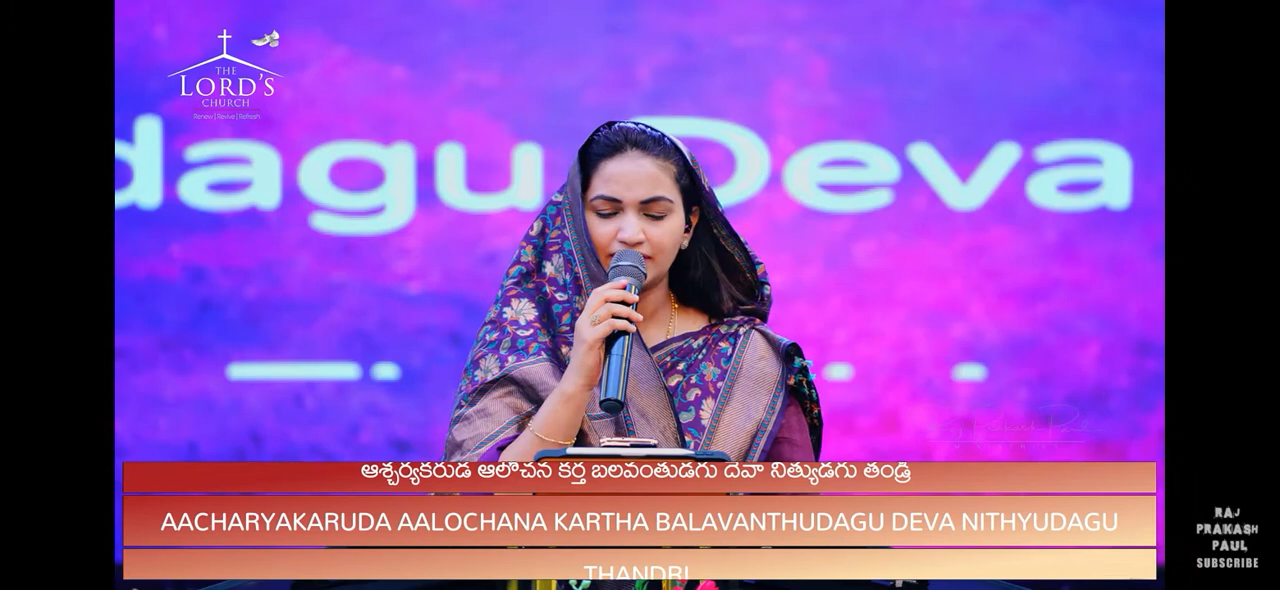 THE
LORD'S
CHURCH
Renew | Revive | Refresh
dagu Deva
ఆశ్చర్యకరుడ ఆలోచన కర్త బలవంతుడగు దేవా నిత్యుడగు తండ్రి
AACHARYAKARUDA AALOCHANA KARTHA BALAVANTHUDAGU DEVA NITHYUDAGU
THANDRI
RAJ
PRAKASH
PAUL
SUBSCRIBE